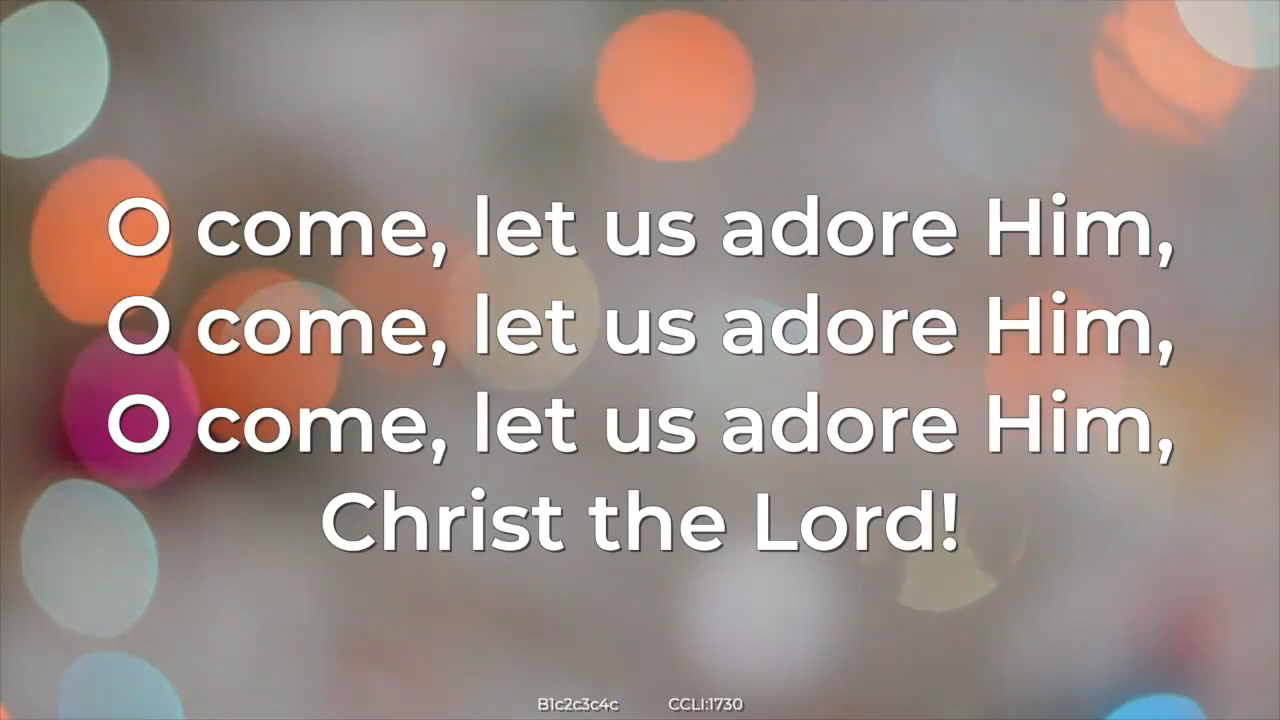 O come, let us adore Him,
O come, let us adore Him,
O come, let us adore Him,
Christ the Lord!
B1c2c3c4c CCLI:1730